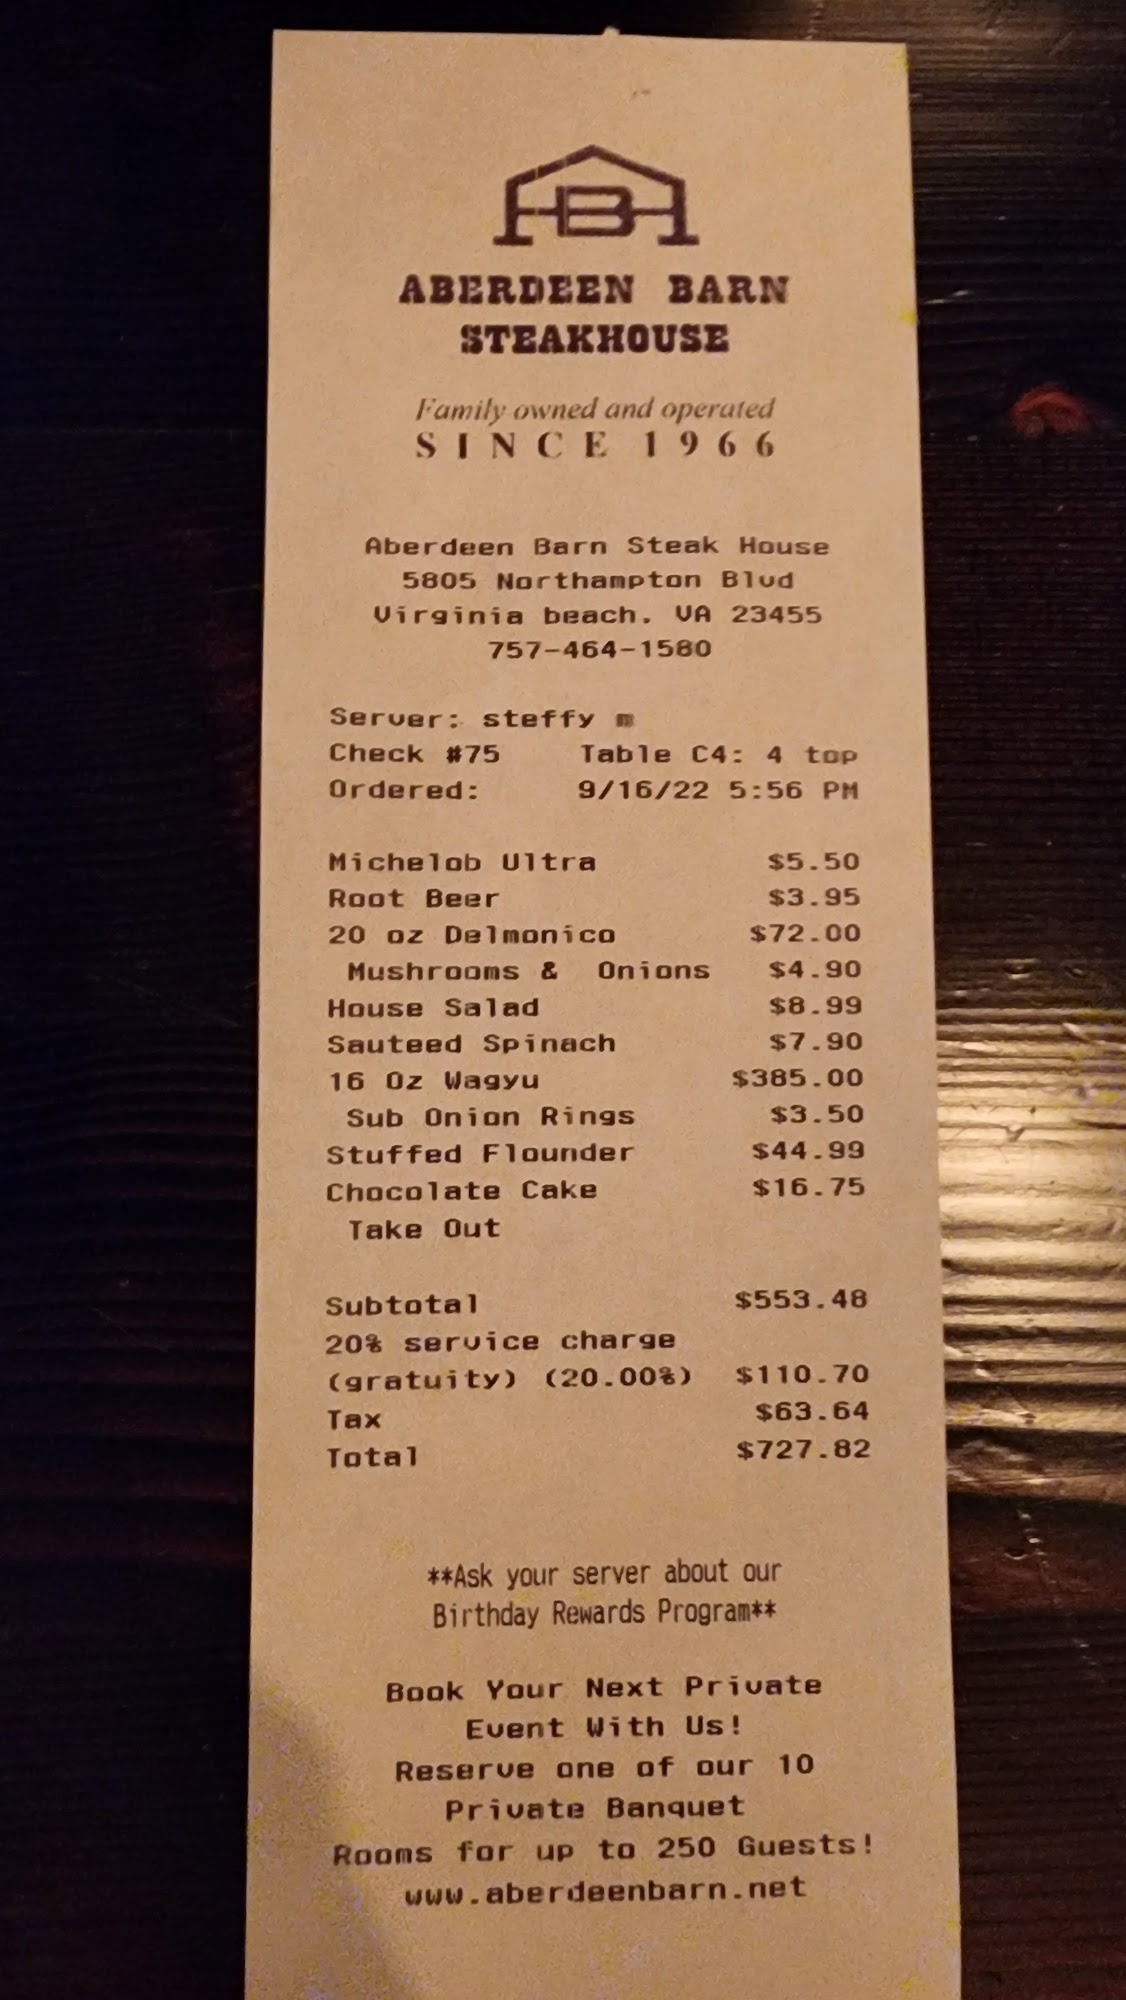 ABERDEEN BARN
STEAKHOUSE
Family owned and operated
SINCE 1966
Aberdeen Barn Steak House
5805 Northampton Blvd
Virginia beach, VA 23455
757-464-1580
Server: steffy m
Check #75 Table C4: 4 top
Ordered: 9/16/22 5:56 PM
Michelob Ultra $5.50
Root Beer $3.95
20 oz Delmonico $72.00
Mushrooms & Onions $4.90
House Salad $8.99
Sauteed Spinach $7.90
16 Oz Wagyu $385.00
Sub Onion Rings $3.50
Stuffed Flounder $44.99
Chocolate Cake $16.75
Take Out
Subtotal $553.48
20% service charge
(gratuity) (20.00%) $110.70
Tax $63.64
Total $727.82
**Ask your server about our
Birthday Rewards Program**
Book Your Next Private
Event With Us!
Reserve one of our 10
Private Banquet
Rooms for up to 250 Guests!
www.aberdeenbarn.net